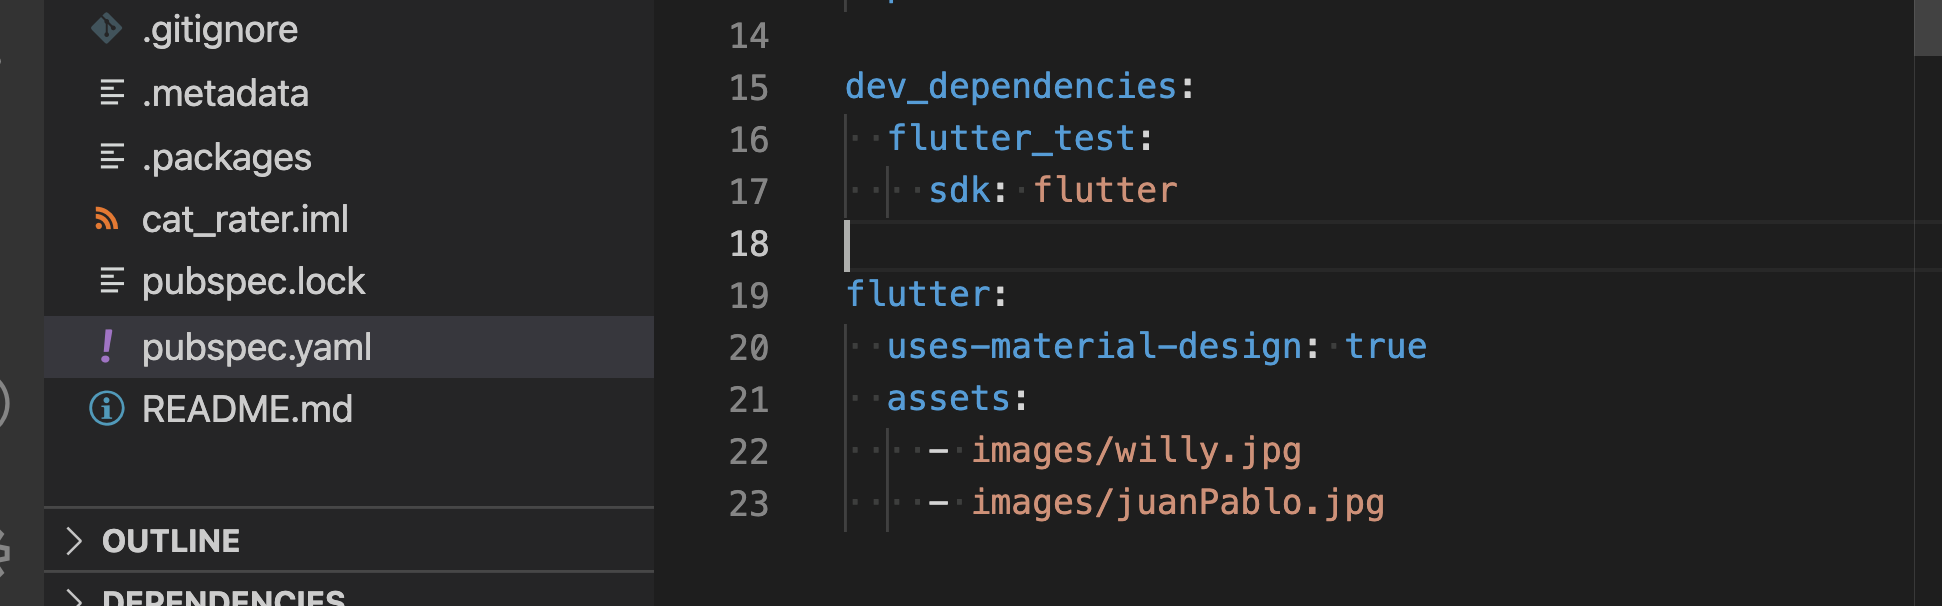 .gitignore
.metadata
.packages
cat_rater.iml
pubspec.lock
pubspec.yaml
README.md
OUTLINE
DEPENDENCIES
14
15 dev_dependencies:
16   flutter_test:
17     sdk: flutter
18
19 flutter:
20   uses-material-design: true
21   assets:
22     - images/willy.jpg
23     - images/juanPablo.jpg